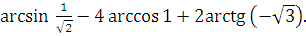 arcsin 1/√2 − 4 arccos 1 + 2arctg (−√3).